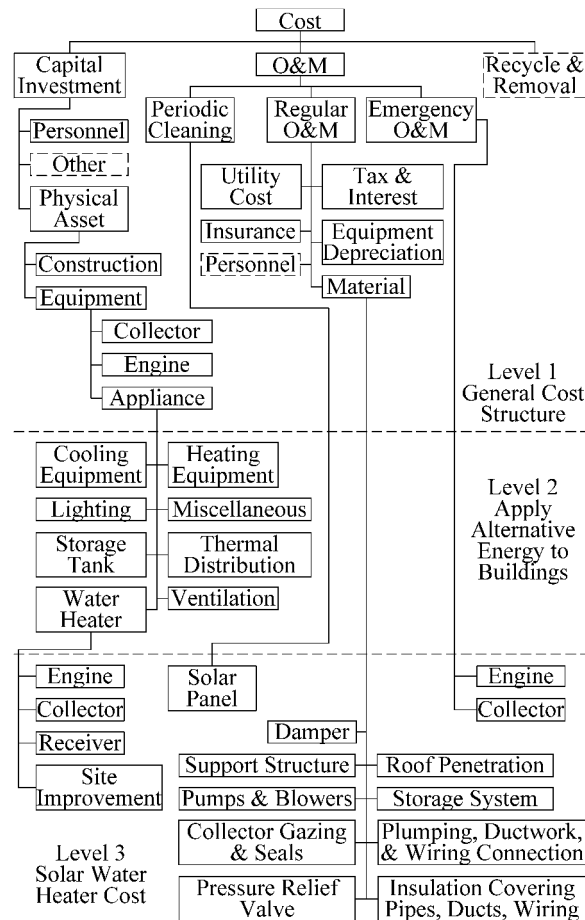 Cost
Capital
Investment
O&M
Recycle &
Removal
Periodic
Cleaning
Regular
O&M
Emergency
O&M
Personnel
Other
Physical
Asset
Utility
Cost
Tax &
Interest
Insurance
Equipment
Depreciation
Personnel
Material
Construction
Equipment
Collector
Engine
Appliance
Level 1
General Cost
Structure
Cooling
Equipment
Heating
Equipment
Lighting
Miscellaneous
Storage
Tank
Thermal
Distribution
Water
Heater
Ventilation
Level 2
Apply
Alternative
Energy to
Buildings
Engine
Collector
Receiver
Site
Improvement
Solar
Panel
Engine
Collector
Damper
Support Structure
Roof Penetration
Pumps & Blowers
Storage System
Collector Gazing
& Seals
Plumping, Ductwork,
& Wiring Connection
Pressure Relief
Valve
Insulation Covering
Pipes, Ducts, Wiring
Level 3
Solar Water
Heater Cost